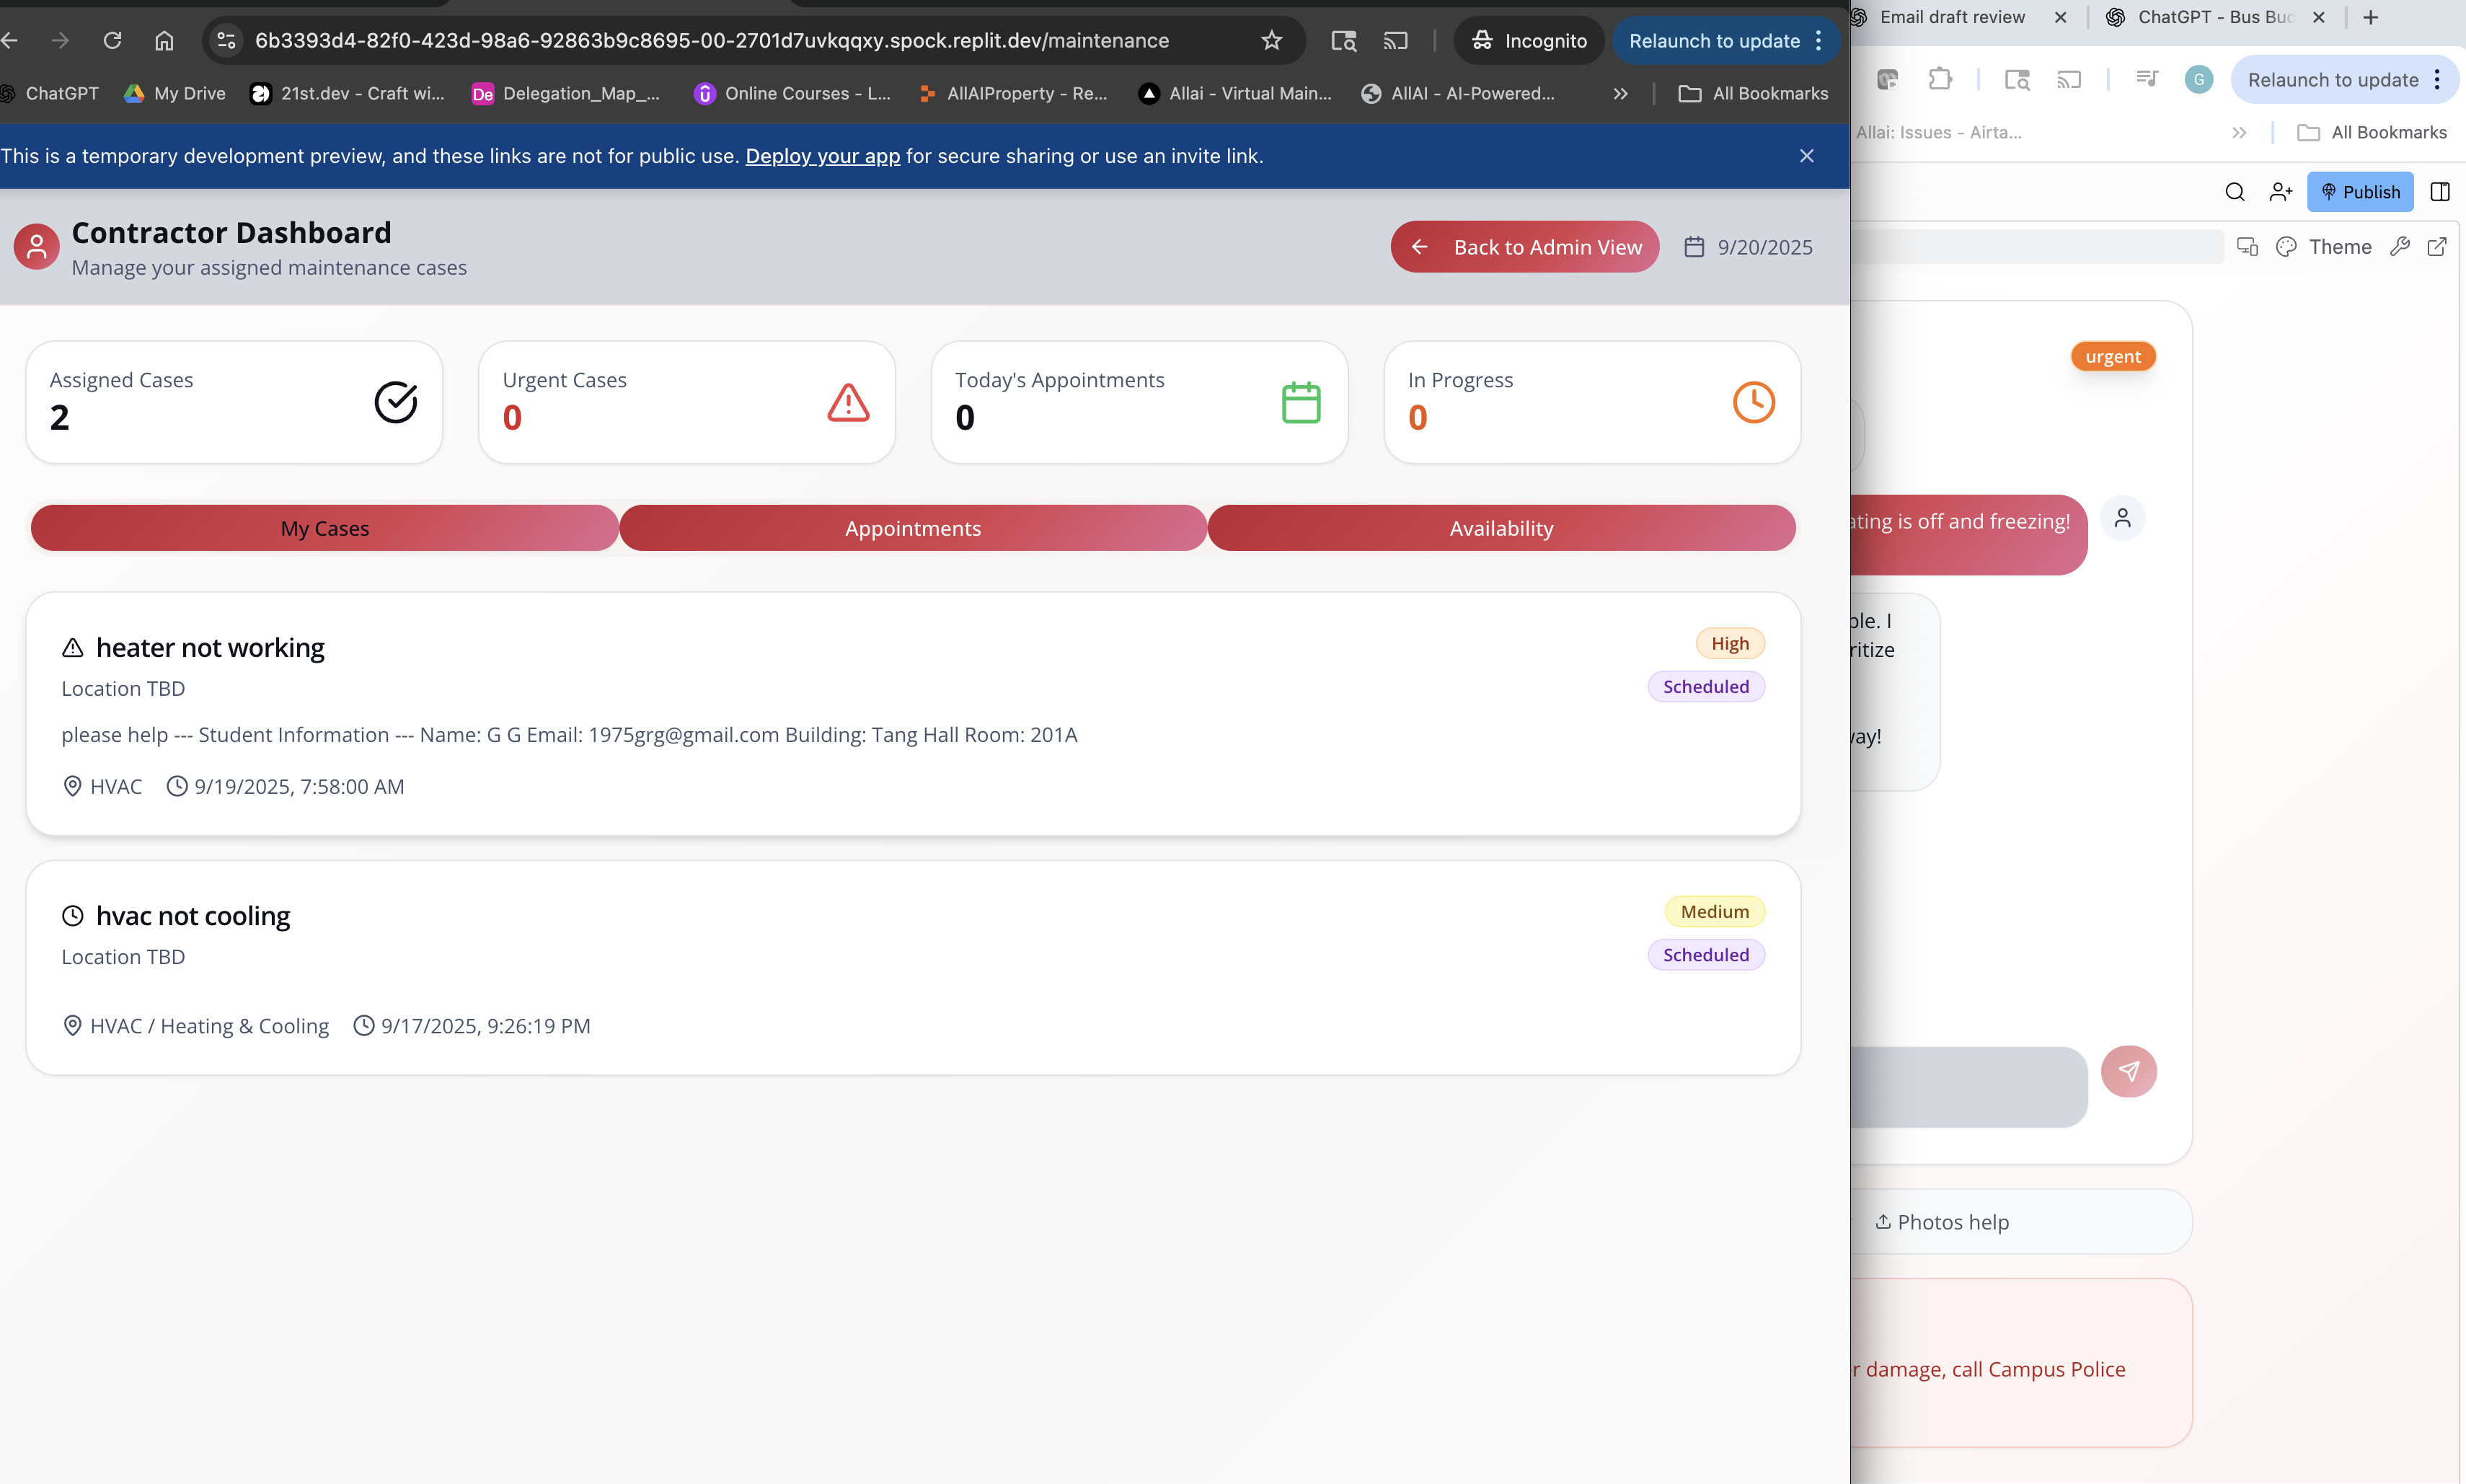 6b3393d4-82f0-423d-98a6-92863b9c8695-00-2701d7uvkqqxy.spock.replit.dev/maintenance
Incognito
Relaunch to update
ChatGPT
My Drive
21st.dev - Craft wi...
Delegation_Map_...
Online Courses - L...
AllAIProperty - Re...
Allai - Virtual Main...
AllAI - AI-Powered...
All Bookmarks
This is a temporary development preview, and these links are not for public use. Deploy your app for secure sharing or use an invite link.
Contractor Dashboard
Manage your assigned maintenance cases
Back to Admin View
9/20/2025
Assigned Cases
2
Urgent Cases
0
Today's Appointments
0
In Progress
0
My Cases
Appointments
Availability
heater not working
High
Location TBD
Scheduled
please help --- Student Information --- Name: G G Email: 1975grg@gmail.com Building: Tang Hall Room: 201A
HVAC
9/19/2025, 7:58:00 AM
hvac not cooling
Medium
Location TBD
Scheduled
HVAC / Heating & Cooling
9/17/2025, 9:26:19 PM
Email draft review
ChatGPT - Bus Bud
G
Relaunch to update
Allai: Issues - Airta...
All Bookmarks
Publish
Theme
urgent
ating is off and freezing!
ble. I
ritize
way!
Photos help
r damage, call Campus Police